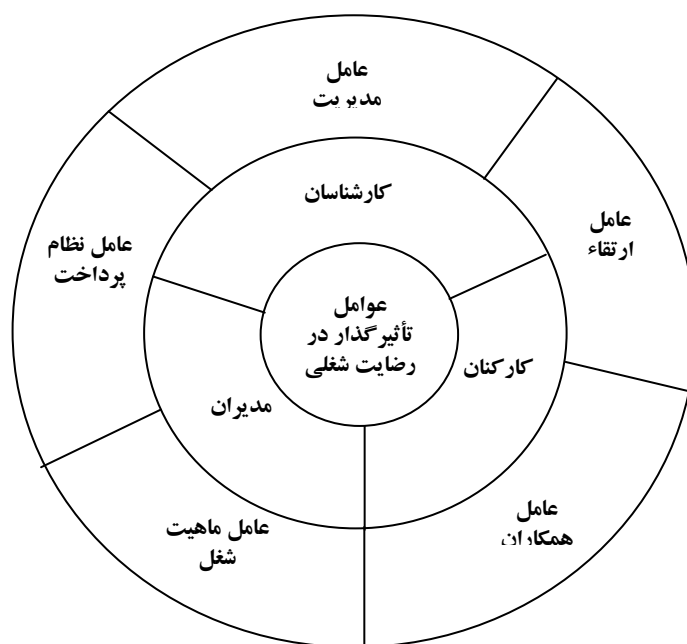 عامل
مدیریت
کارشناسان
عامل
ارتقاء
عامل نظام
پرداخت
عوامل
تأثیرگذار در
رضایت شغلی
کارکنان
مدیران
عامل
همکاران
عامل ماهیت
شغل